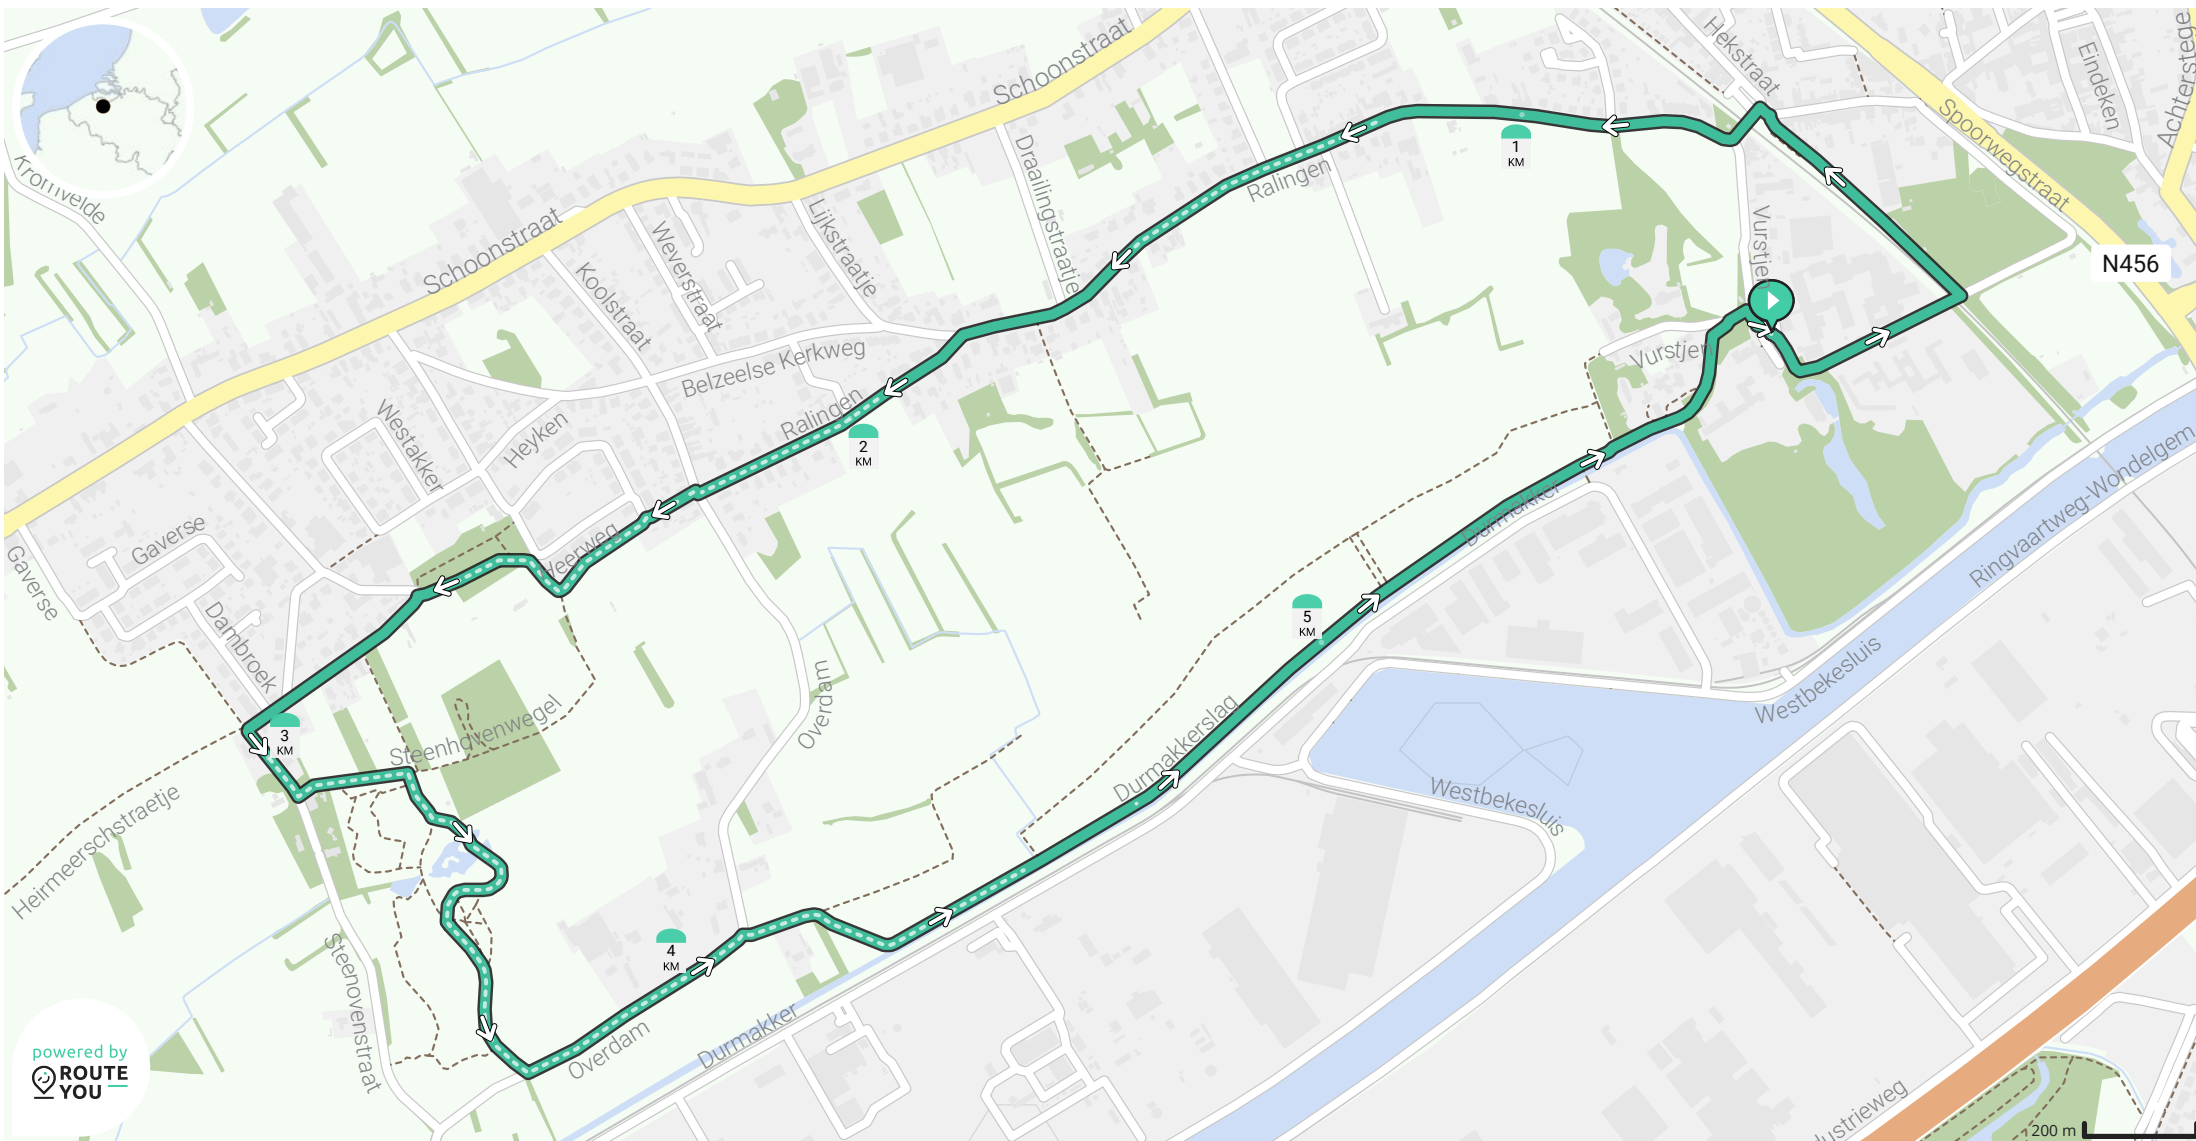 Hekstraat
Eindeken
Achterstepe
Schoonstraat
Spoorwegstraat
Kromvelde
Draailingstraatje
1
KM
Ralingen
Lijkstraatje
Weverstraat
Vurstjen
Schoonstraat
N456
Koolstraat
Vurstjen
Belzeelse Kerkweg
Westakker
Heyken
Ralingen
2
KM
Ringvaartweg-Wondelgem
Durmakker
Gaverse
Gaverse
Heerweg
5
KM
Dambroek
Overdam
Westbekesluis
Steenhovenwegel
3
KM
Durmakkerslag
Heirmeerschstraetje
Westbekesluis
4
KM
Steenovenstraat
Overdam
Durmakker
powered by
ROUTE
YOU
ustrieweg
200 m